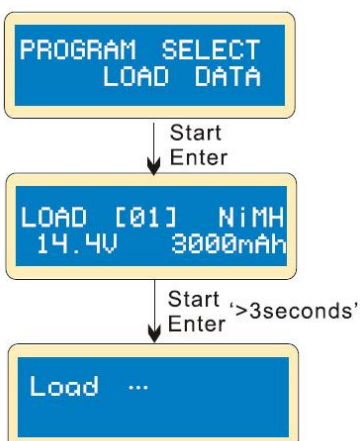 PROGRAM SELECT
LOAD DATA
Start
Enter
LOAD [01] NiMH
14.4V 3000mAh
Start
Enter '>3seconds'
Load ...